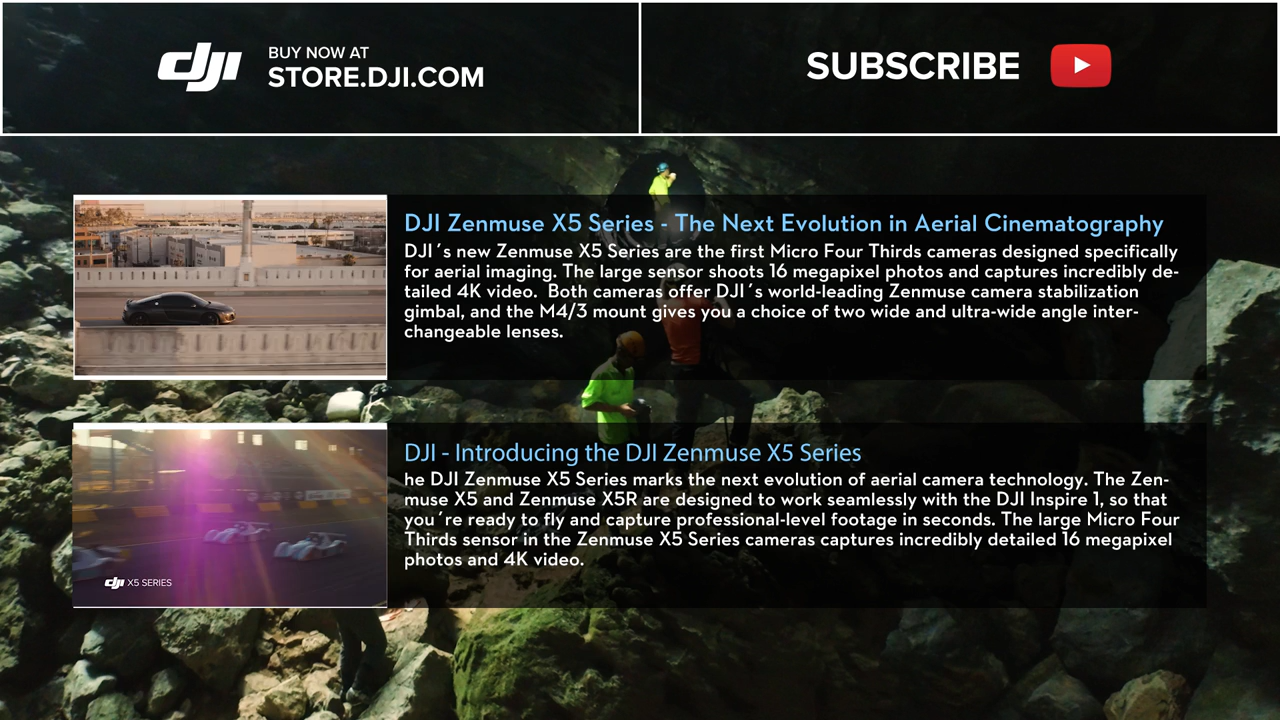 dji
BUY NOW AT
STORE.DJI.COM
SUBSCRIBE
DJI Zenmuse X5 Series - The Next Evolution in Aerial Cinematography
DJI´s new Zenmuse X5 Series are the first Micro Four Thirds cameras designed specifically
for aerial imaging. The large sensor shoots 16 megapixel photos and captures incredibly de-
tailed 4K video.  Both cameras offer DJI´s world-leading Zenmuse camera stabilization
gimbal, and the M4/3 mount gives you a choice of two wide and ultra-wide angle inter-
changeable lenses.
dji X5 SERIES
DJI - Introducing the DJI Zenmuse X5 Series
he DJI Zenmuse X5 Series marks the next evolution of aerial camera technology. The Zen-
muse X5 and Zenmuse X5R are designed to work seamlessly with the DJI Inspire 1, so that
you´re ready to fly and capture professional-level footage in seconds. The large Micro Four
Thirds sensor in the Zenmuse X5 Series cameras captures incredibly detailed 16 megapixel
photos and 4K video.